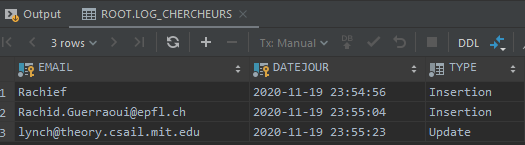 Output ROOT.LOG_CHERCHEURS
3 rows Tx: Manual DB DDL
EMAIL DATEJOUR TYPE
1 Rachief 2020-11-19 23:54:56 Insertion
2 Rachid.Guerraoui@epfl.ch 2020-11-19 23:55:04 Insertion
3 lynch@theory.csail.mit.edu 2020-11-19 23:55:23 Update